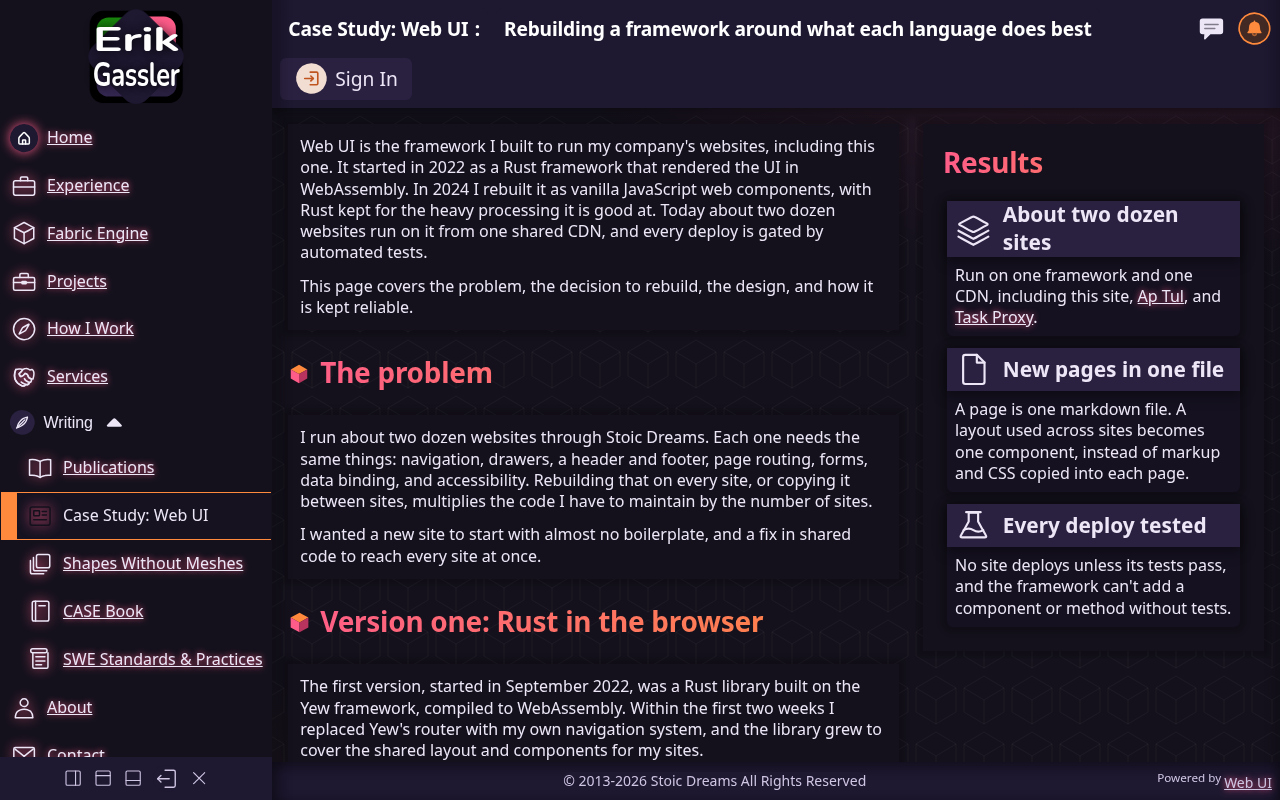 Erik
Gassler
Home
Experience
Fabric Engine
Projects
How I Work
Services
Writing
Publications
Case Study: Web UI
Shapes Without Meshes
CASE Book
SWE Standards & Practices
About
Contact
Case Study: Web UI : Rebuilding a framework around what each language does best
Sign In
Web UI is the framework I built to run my company's websites, including this
one. It started in 2022 as a Rust framework that rendered the UI in
WebAssembly. In 2024 I rebuilt it as vanilla JavaScript web components, with
Rust kept for the heavy processing it is good at. Today about two dozen
websites run on it from one shared CDN, and every deploy is gated by
automated tests.
This page covers the problem, the decision to rebuild, the design, and how it
is kept reliable.
The problem
I run about two dozen websites through Stoic Dreams. Each one needs the
same things: navigation, drawers, a header and footer, page routing, forms,
data binding, and accessibility. Rebuilding that on every site, or copying it
between sites, multiplies the code I have to maintain by the number of sites.
I wanted a new site to start with almost no boilerplate, and a fix in shared
code to reach every site at once.
Version one: Rust in the browser
The first version, started in September 2022, was a Rust library built on the
Yew framework, compiled to WebAssembly. Within the first two weeks I
replaced Yew's router with my own navigation system, and the library grew to
cover the shared layout and components for my sites.
Results
About two dozen
sites
Run on one framework and one
CDN, including this site, Ap Tul, and
Task Proxy.
New pages in one file
A page is one markdown file. A
layout used across sites becomes
one component, instead of markup
and CSS copied into each page.
Every deploy tested
No site deploys unless its tests pass,
and the framework can't add a
component or method without tests.
© 2013-2026 Stoic Dreams All Rights Reserved
Powered by Web UI